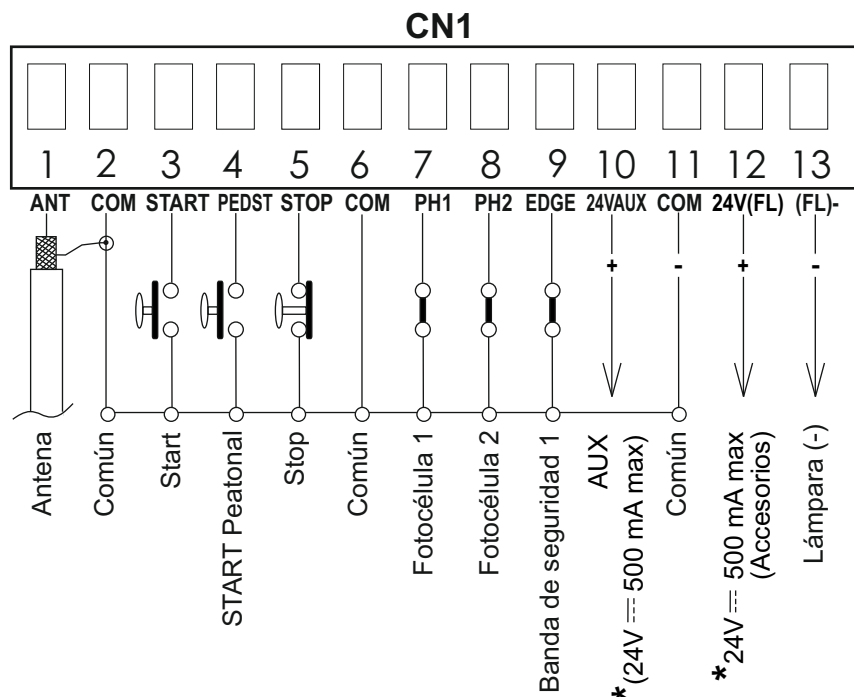 CN1
1 2 3 4 5 6 7 8 9 10 11 12 13
ANT COM START PEDST STOP COM PH1 PH2 EDGE 24VAUX COM 24V(FL) (FL)-
+ - + -
Antena
Común
Start
START Peatonal
Stop
Común
Fotocélula 1
Fotocélula 2
Banda de seguridad 1
AUX
*(24V ⎓ 500 mA max)
Común
*24V ⎓ 500 mA max
(Accesorios)
Lámpara (-)